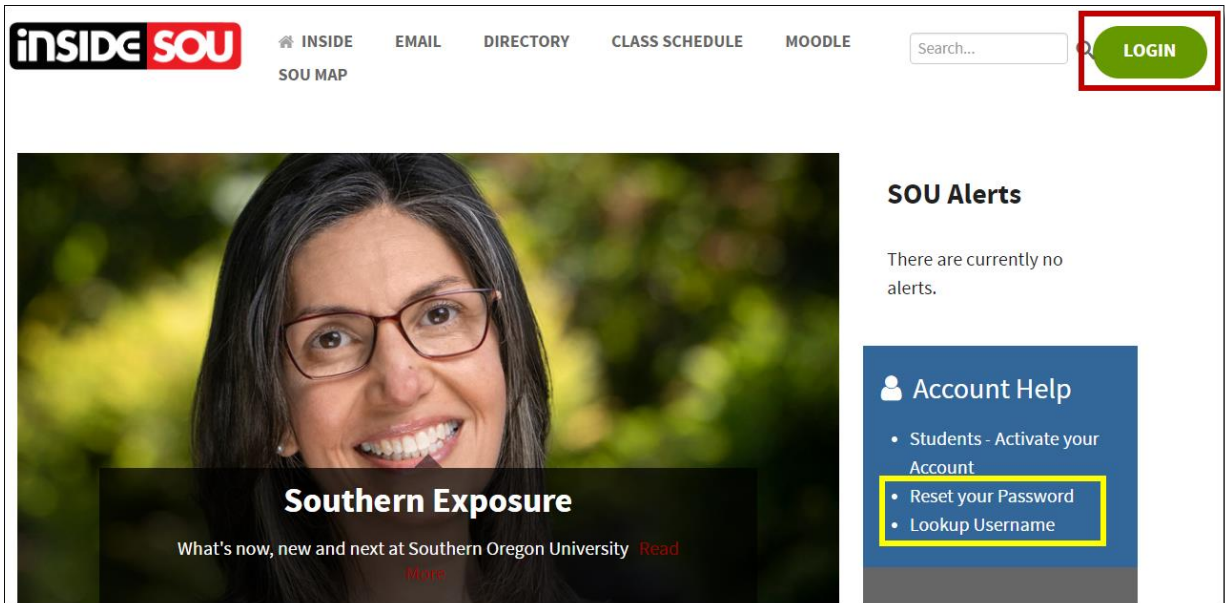 inside SOU
INSIDE EMAIL DIRECTORY CLASS SCHEDULE MOODLE
SOU MAP
Search...
LOGIN
SOU Alerts
There are currently no
alerts.
Account Help
• Students - Activate your
Account
• Reset your Password
• Lookup Username
Southern Exposure
What's now, new and next at Southern Oregon University Read
More